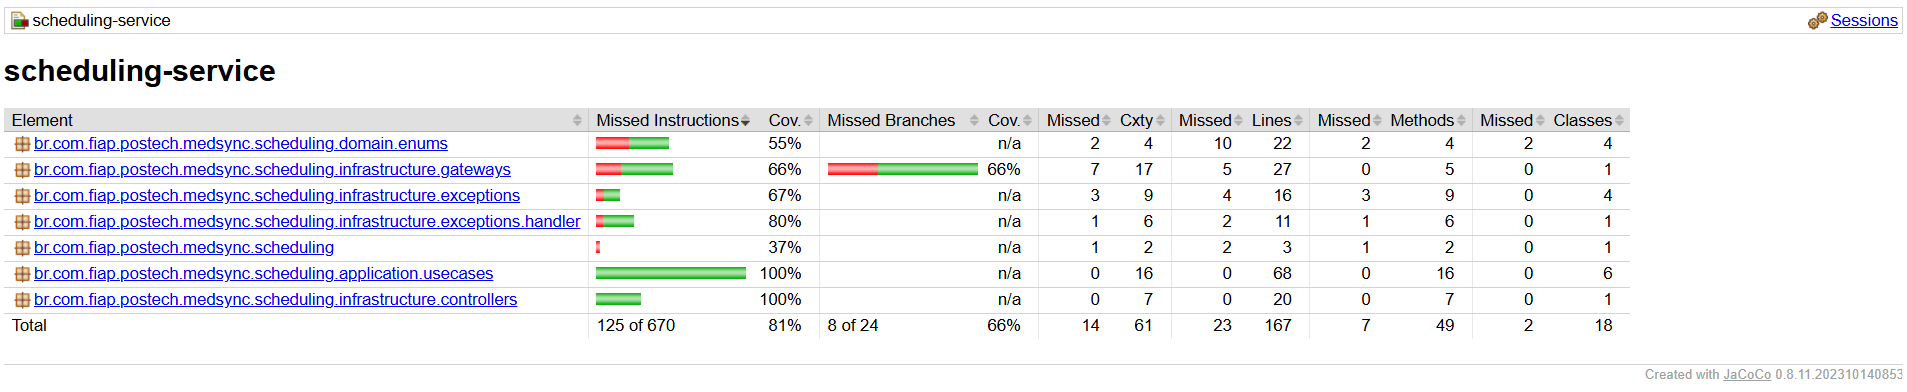 scheduling-service Sessions
scheduling-service
Element Missed Instructions Cov. Missed Branches Cov. Missed Cxty Missed Lines Missed Methods Missed Classes
br.com.fiap.postech.medsync.scheduling.domain.enums 55% n/a 2 4 10 22 2 4 2 4
br.com.fiap.postech.medsync.scheduling.infrastructure.gateways 66% 66% 7 17 5 27 0 5 0 1
br.com.fiap.postech.medsync.scheduling.infrastructure.exceptions 67% n/a 3 9 4 16 3 9 0 4
br.com.fiap.postech.medsync.scheduling.infrastructure.exceptions.handler 80% n/a 1 6 2 11 1 6 0 1
br.com.fiap.postech.medsync.scheduling 37% n/a 1 2 2 3 1 2 0 1
br.com.fiap.postech.medsync.scheduling.application.usecases 100% n/a 0 16 0 68 0 16 0 6
br.com.fiap.postech.medsync.scheduling.infrastructure.controllers 100% n/a 0 7 0 20 0 7 0 1
Total 125 of 670 81% 8 of 24 66% 14 61 23 167 7 49 2 18
Created with JaCoCo 0.8.11.202310140853